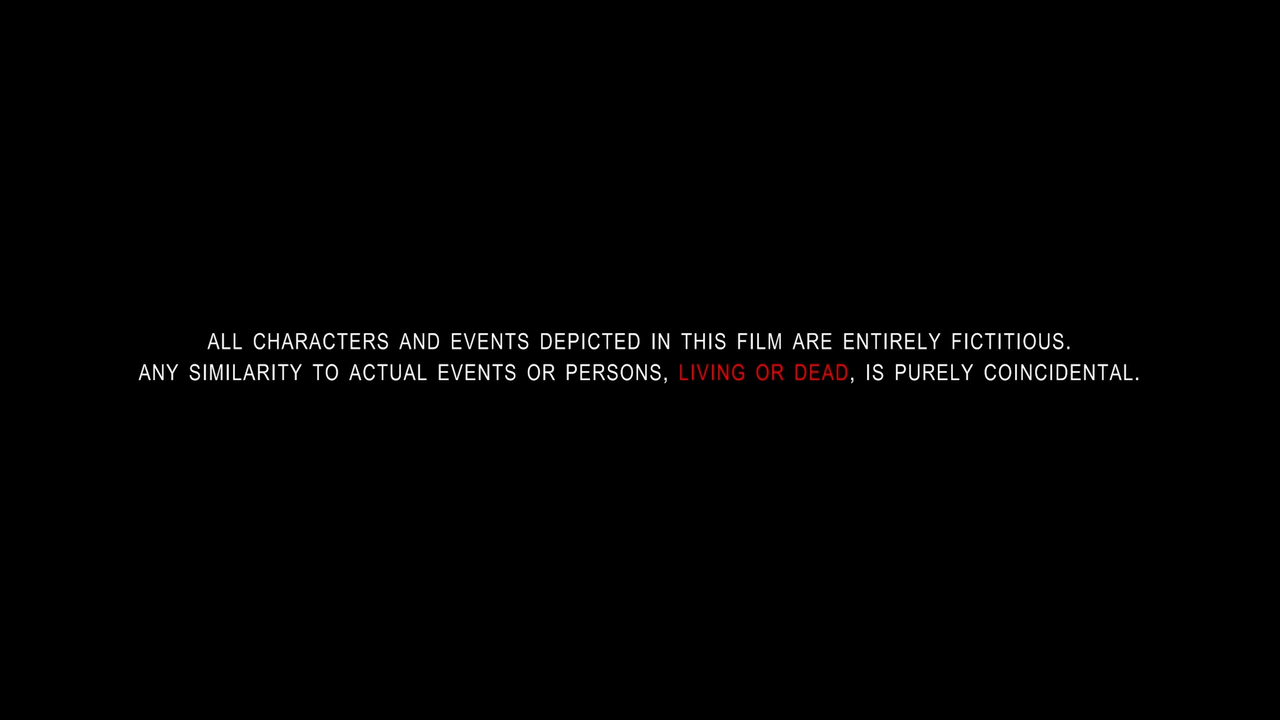 ALL CHARACTERS AND EVENTS DEPICTED IN THIS FILM ARE ENTIRELY FICTITIOUS.
ANY SIMILARITY TO ACTUAL EVENTS OR PERSONS, LIVING OR DEAD, IS PURELY COINCIDENTAL.